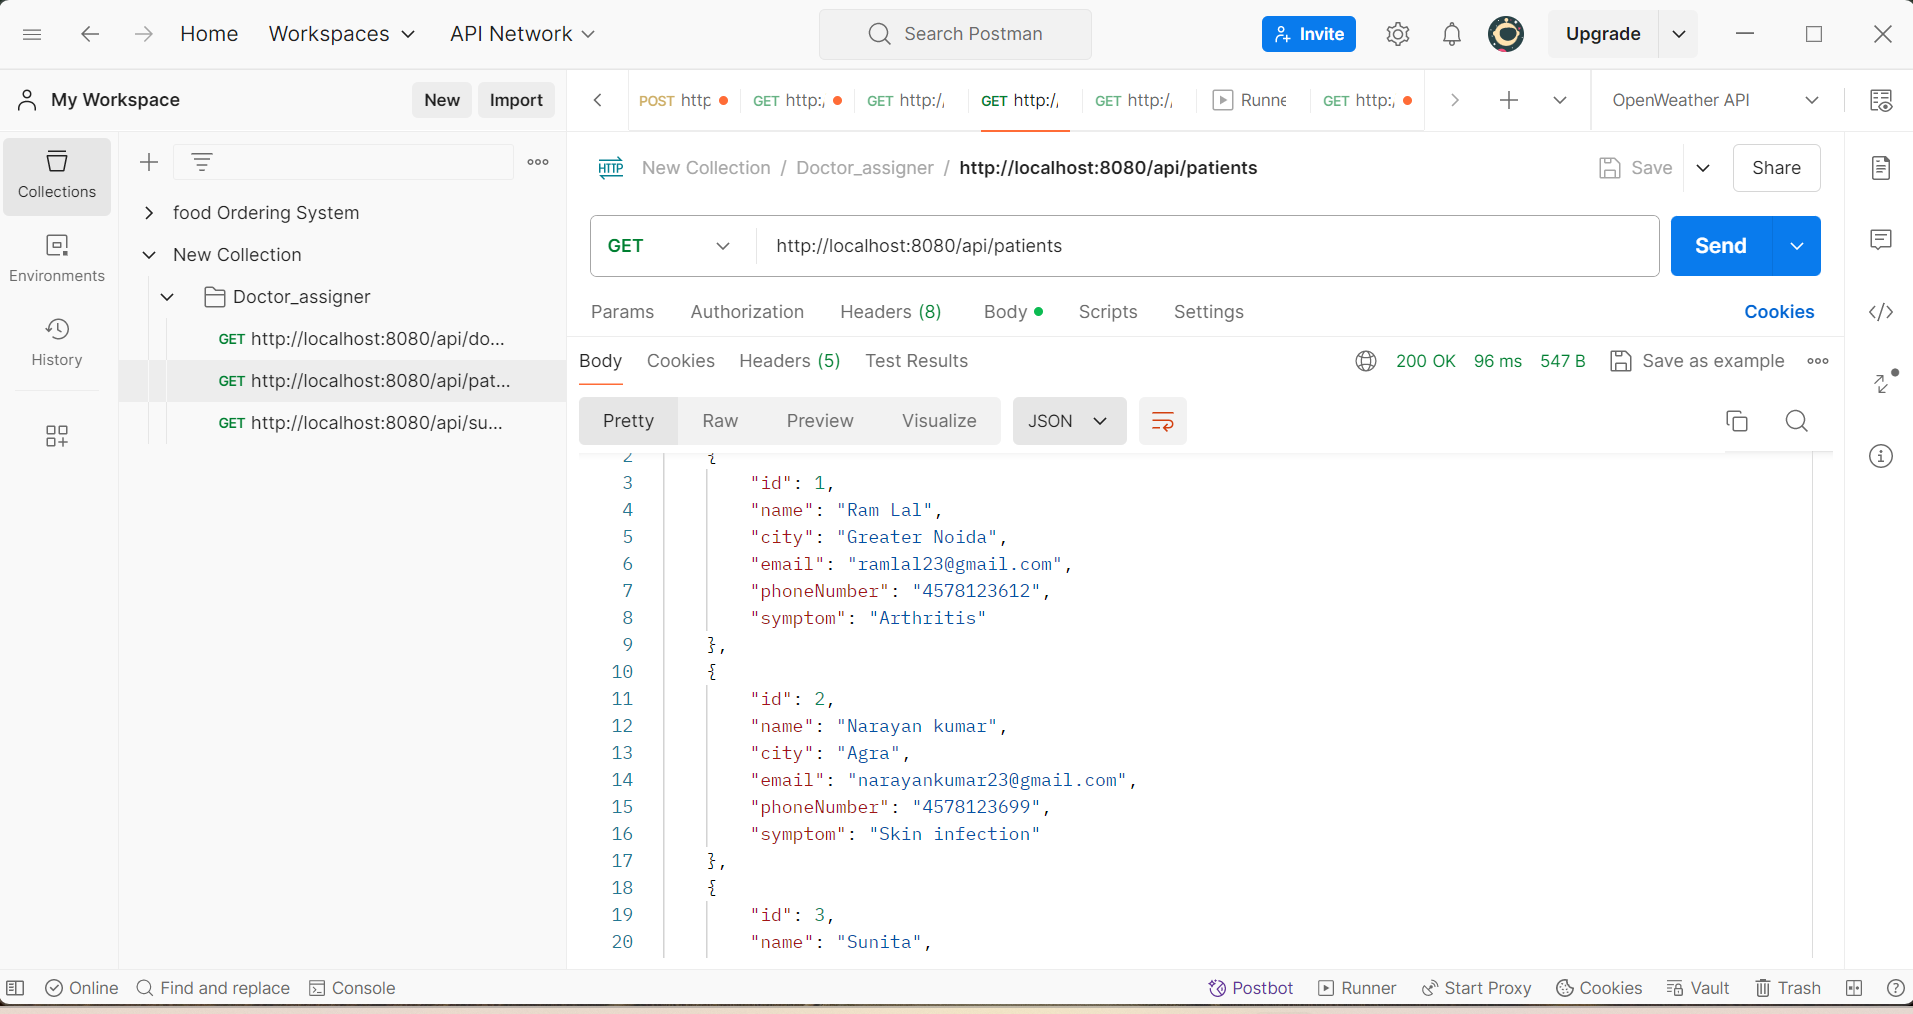 Home Workspaces API Network Search Postman Invite Upgrade
My Workspace New Import
POST http GET http:/ GET http:/ GET http:/ GET http:/ Runne GET http:/ OpenWeather API
Collections
Environments
History
food Ordering System
New Collection
Doctor_assigner
GET http://localhost:8080/api/do...
GET http://localhost:8080/api/pat...
GET http://localhost:8080/api/su...
HTTP New Collection / Doctor_assigner / http://localhost:8080/api/patients Save Share
GET http://localhost:8080/api/patients Send
Params Authorization Headers (8) Body Scripts Settings Cookies
Body Cookies Headers (5) Test Results 200 OK 96 ms 547 B Save as example
Pretty Raw Preview Visualize JSON
2 {
3 "id": 1,
4 "name": "Ram Lal",
5 "city": "Greater Noida",
6 "email": "ramlal23@gmail.com",
7 "phoneNumber": "4578123612",
8 "symptom": "Arthritis"
9 },
10 {
11 "id": 2,
12 "name": "Narayan kumar",
13 "city": "Agra",
14 "email": "narayankumar23@gmail.com",
15 "phoneNumber": "4578123699",
16 "symptom": "Skin infection"
17 },
18 {
19 "id": 3,
20 "name": "Sunita",
Online Find and replace Console Postbot Runner Start Proxy Cookies Vault Trash